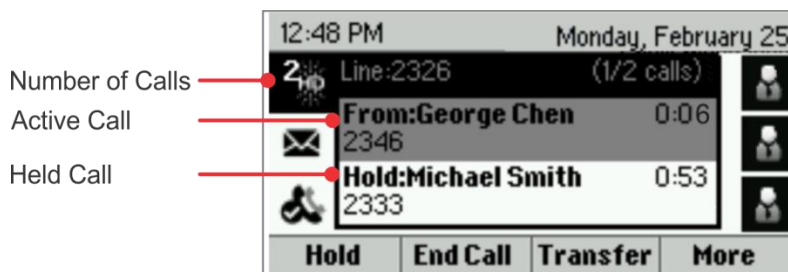 12:48 PM Monday, February 25
Number of Calls
2 HD Line:2326 (1/2 calls)
Active Call
From:George Chen 0:06
2346
Held Call
Hold:Michael Smith 0:53
2333
Hold End Call Transfer More